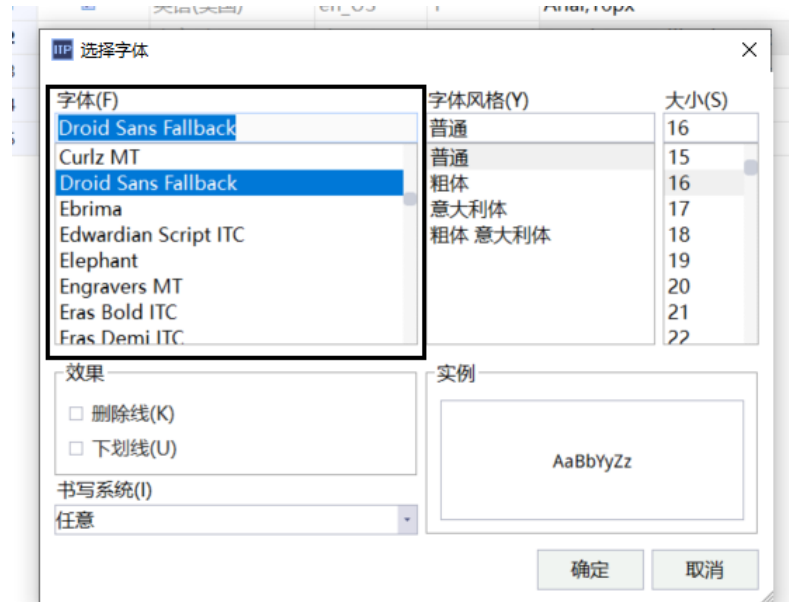 ITP 选择字体
字体(F)
字体风格(Y)
大小(S)
Droid Sans Fallback
普通
16
Curlz MT
Droid Sans Fallback
Ebrima
Edwardian Script ITC
Elephant
Engravers MT
Eras Bold ITC
Eras Demi ITC
普通
粗体
意大利体
粗体 意大利体
15
16
17
18
19
20
21
22
效果
删除线(K)
下划线(U)
实例
AaBbYyZz
书写系统(I)
任意
确定
取消